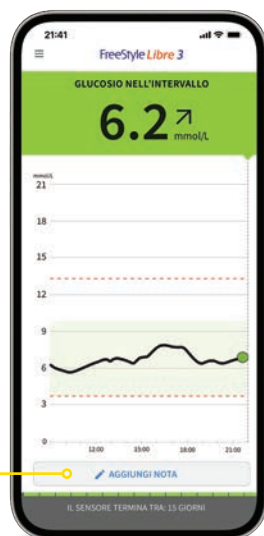 21:41
FreeStyle Libre 3
GLUCOSIO NELL'INTERVALLO
6.2 mmol/L
mmol/L
21
18
15
12
9
6
3
0
12:00 15:00 18:00 21:00
AGGIUNGI NOTA
IL SENSORE TERMINA TRA: 15 GIORNI